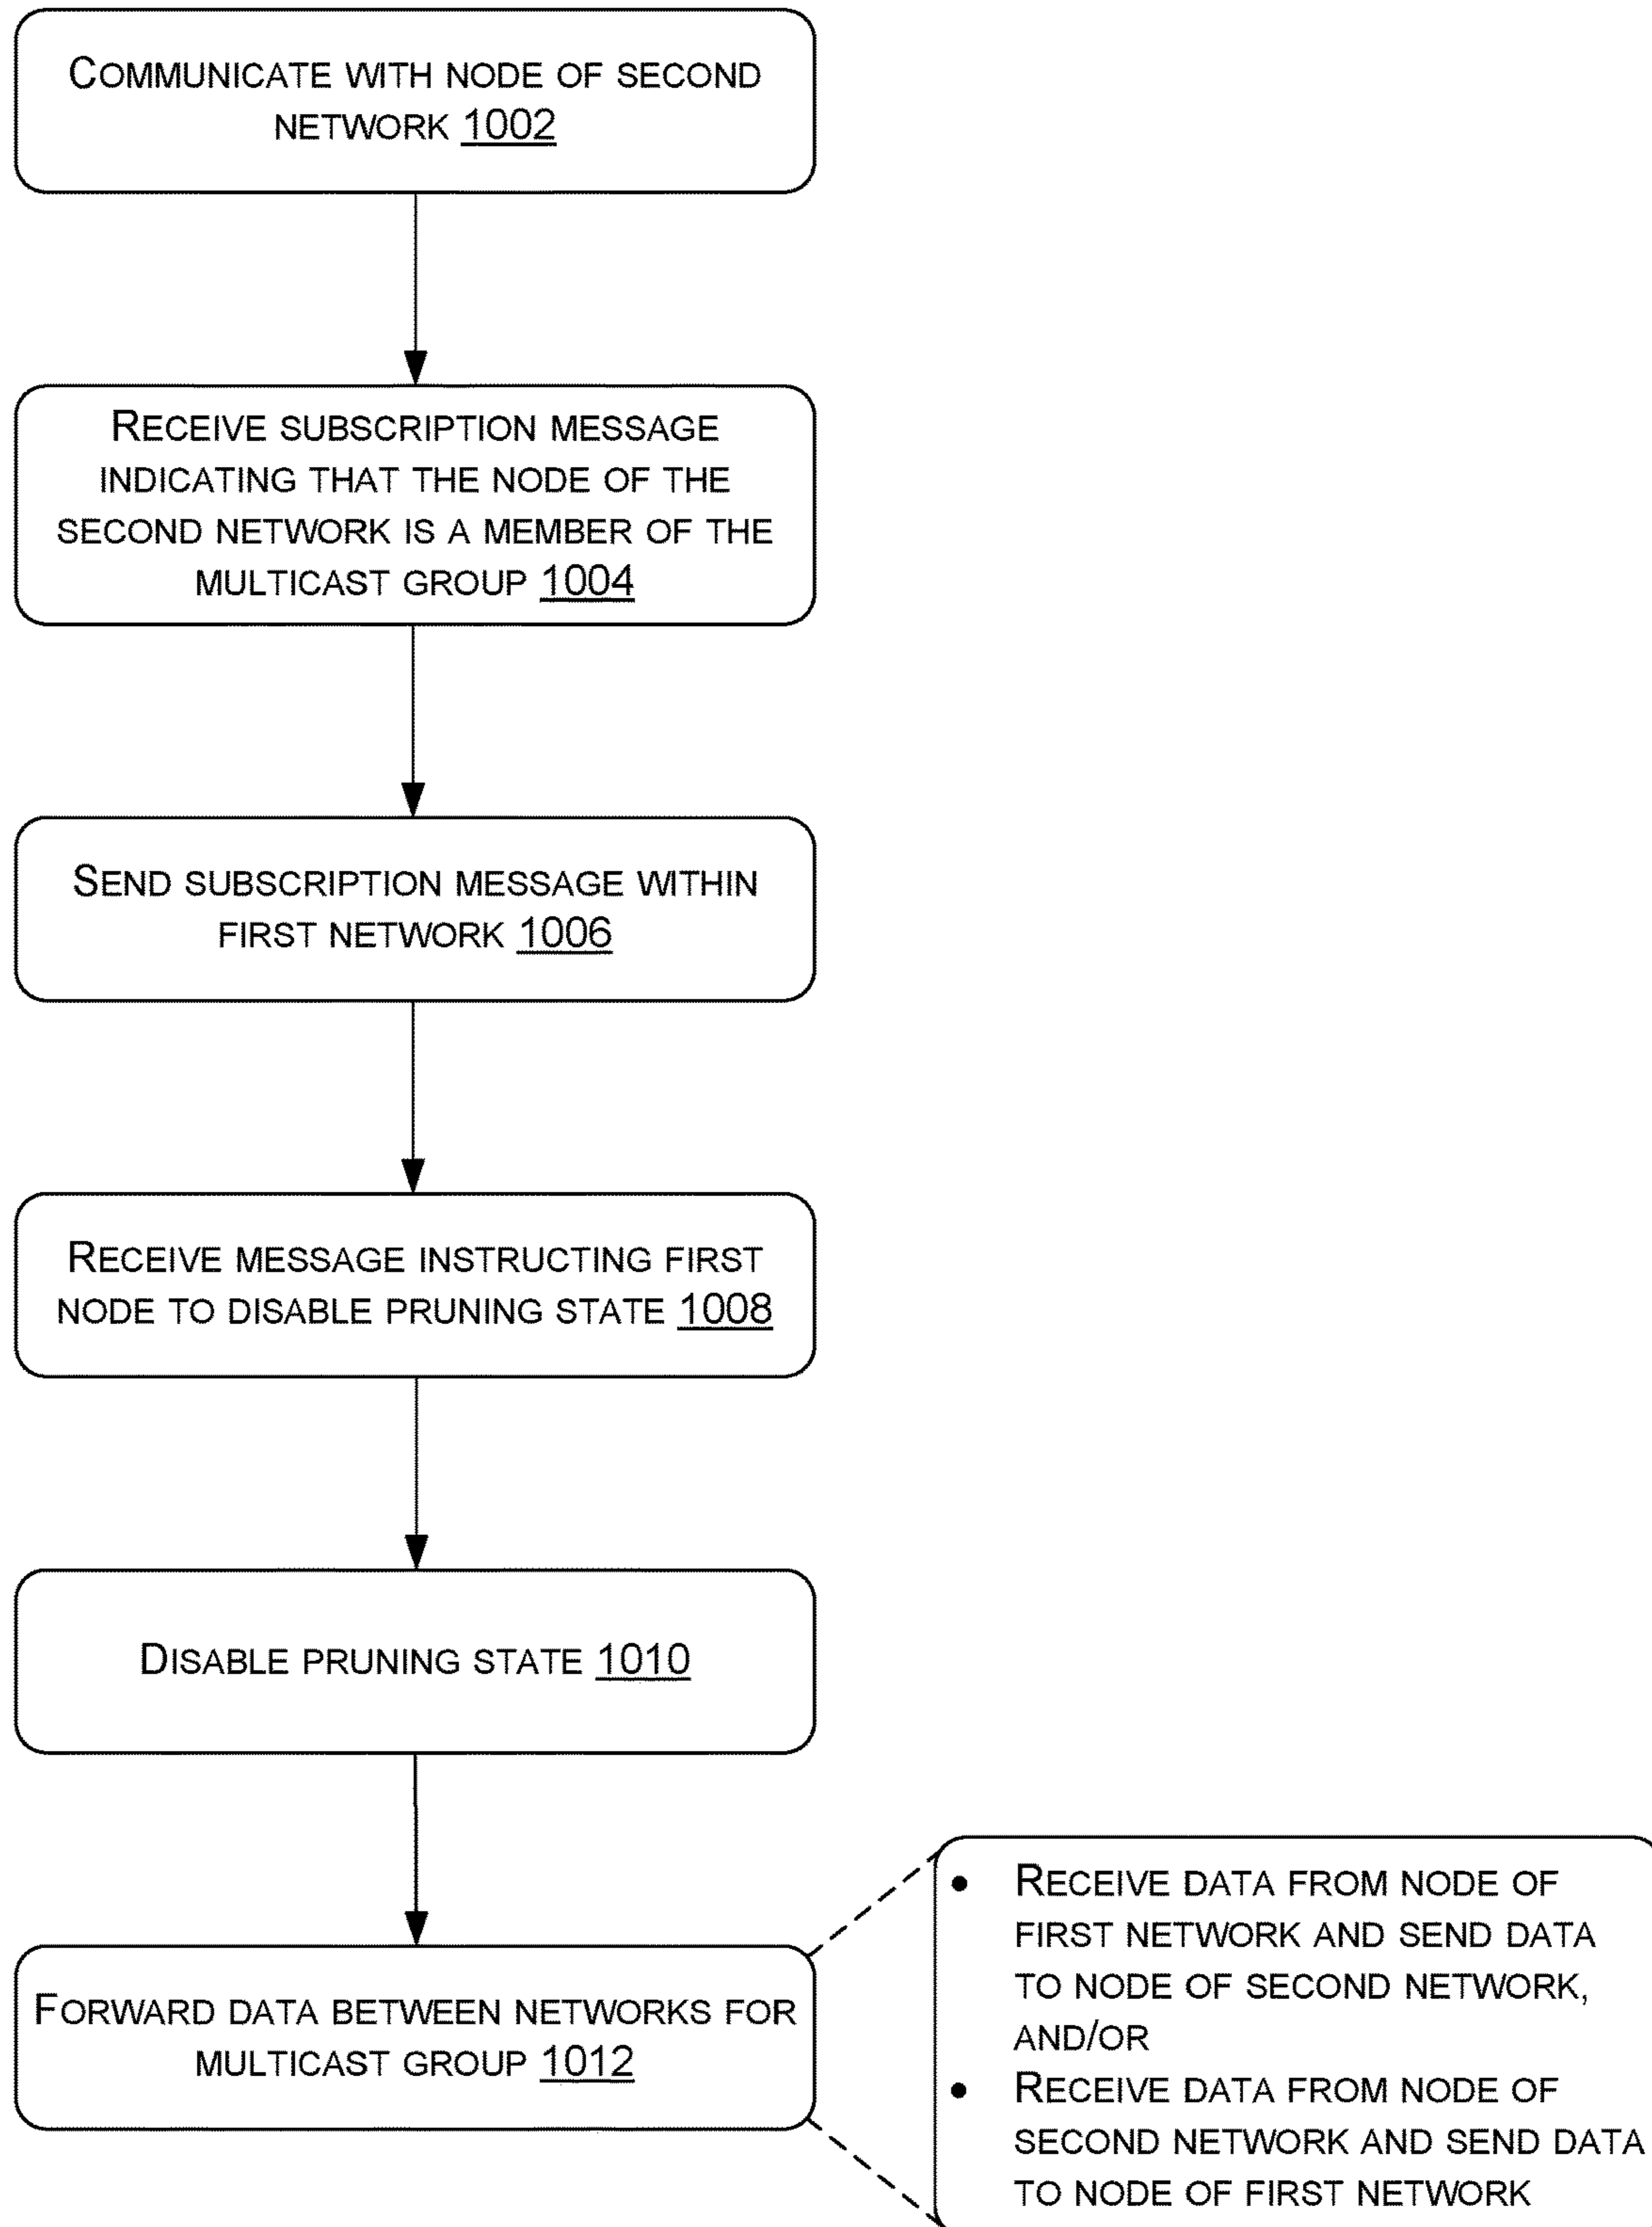 COMMUNICATE WITH NODE OF SECOND
NETWORK 1002
RECEIVE SUBSCRIPTION MESSAGE
INDICATING THAT THE NODE OF THE
SECOND NETWORK IS A MEMBER OF THE
MULTICAST GROUP 1004
SEND SUBSCRIPTION MESSAGE WITHIN
FIRST NETWORK 1006
RECEIVE MESSAGE INSTRUCTING FIRST
NODE TO DISABLE PRUNING STATE 1008
DISABLE PRUNING STATE 1010
FORWARD DATA BETWEEN NETWORKS FOR
MULTICAST GROUP 1012
• RECEIVE DATA FROM NODE OF
FIRST NETWORK AND SEND DATA
TO NODE OF SECOND NETWORK,
AND/OR
• RECEIVE DATA FROM NODE OF
SECOND NETWORK AND SEND DATA
TO NODE OF FIRST NETWORK